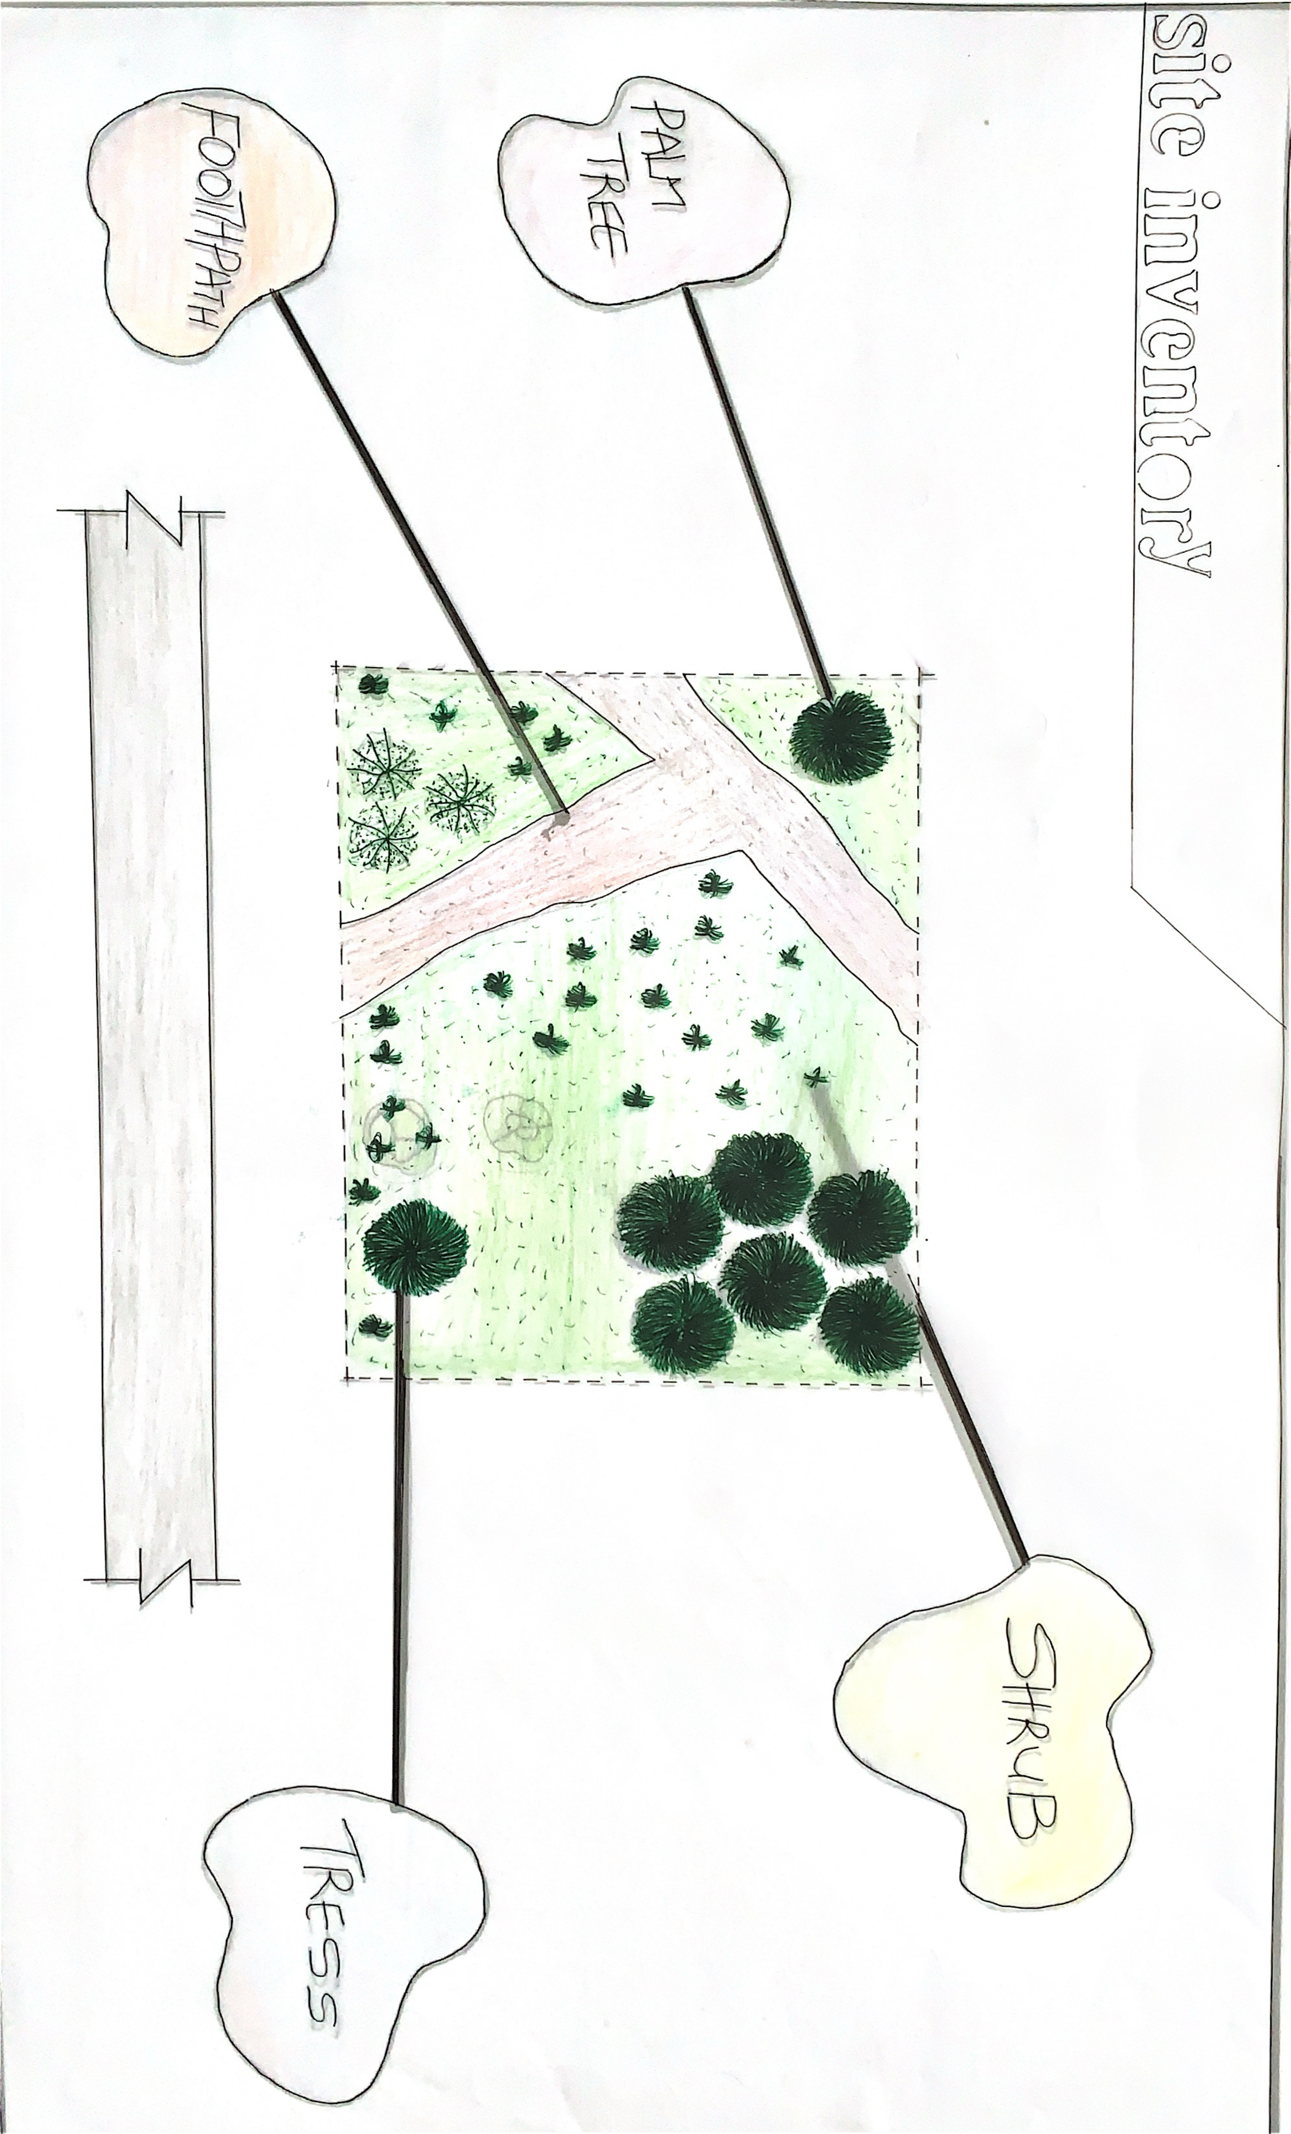 site inventory
PALM
TREE
FOOTHPATH
SHRUB
TRESS